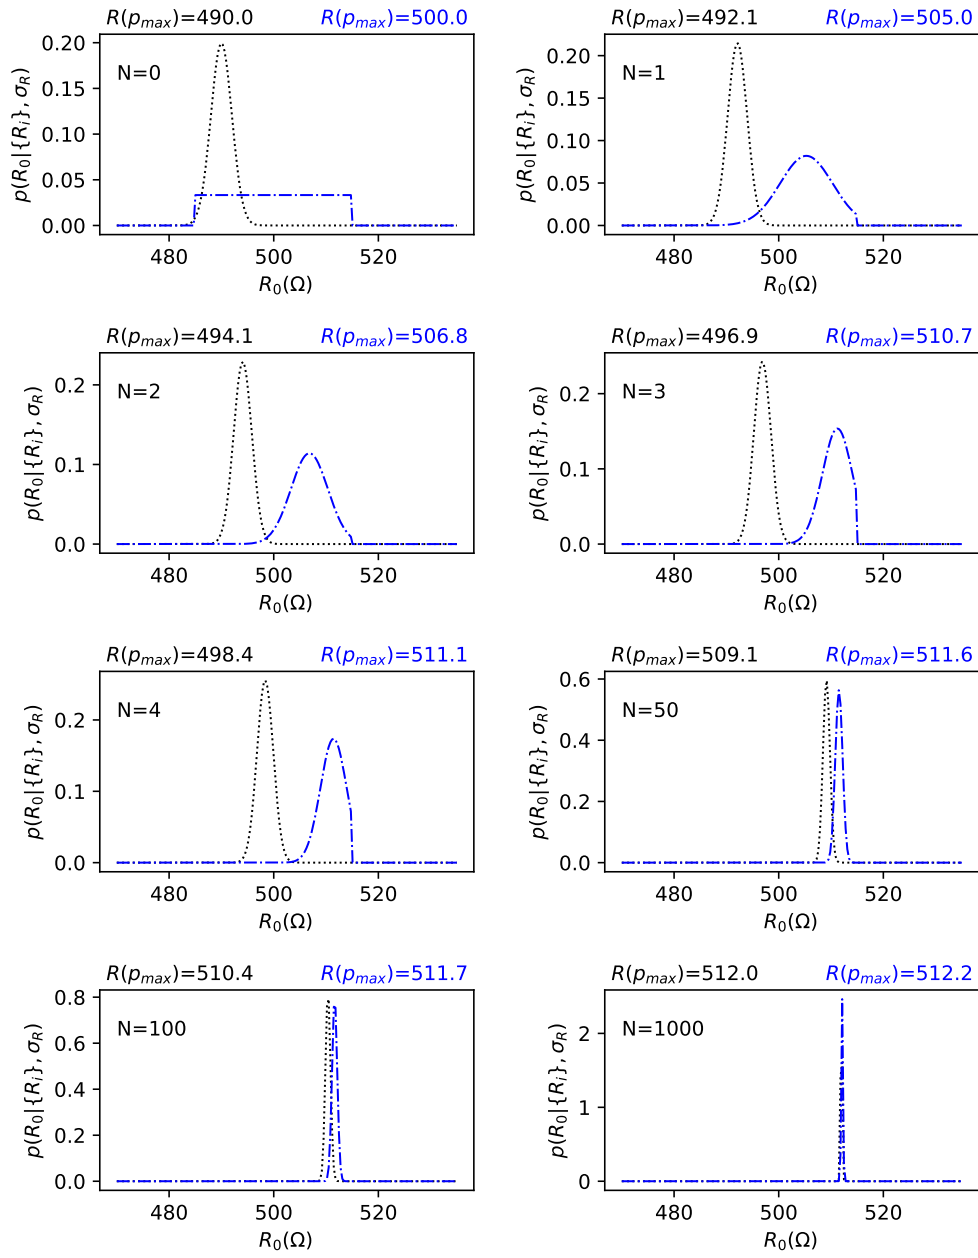 R(p_max)=490.0 R(p_max)=500.0
0.20
0.15
0.10
0.05
0.00
p(R_0|{R_i}, σ_R)
N=0
480 500 520
R_0(Ω)
R(p_max)=492.1 R(p_max)=505.0
0.20
0.15
0.10
0.05
0.00
p(R_0|{R_i}, σ_R)
N=1
480 500 520
R_0(Ω)
R(p_max)=494.1 R(p_max)=506.8
0.2
0.1
0.0
p(R_0|{R_i}, σ_R)
N=2
480 500 520
R_0(Ω)
R(p_max)=496.9 R(p_max)=510.7
0.2
0.1
0.0
p(R_0|{R_i}, σ_R)
N=3
480 500 520
R_0(Ω)
R(p_max)=498.4 R(p_max)=511.1
0.2
0.1
0.0
p(R_0|{R_i}, σ_R)
N=4
480 500 520
R_0(Ω)
R(p_max)=509.1 R(p_max)=511.6
0.6
0.4
0.2
0.0
p(R_0|{R_i}, σ_R)
N=50
480 500 520
R_0(Ω)
R(p_max)=510.4 R(p_max)=511.7
0.8
0.6
0.4
0.2
0.0
p(R_0|{R_i}, σ_R)
N=100
480 500 520
R_0(Ω)
R(p_max)=512.0 R(p_max)=512.2
2
1
0
p(R_0|{R_i}, σ_R)
N=1000
480 500 520
R_0(Ω)